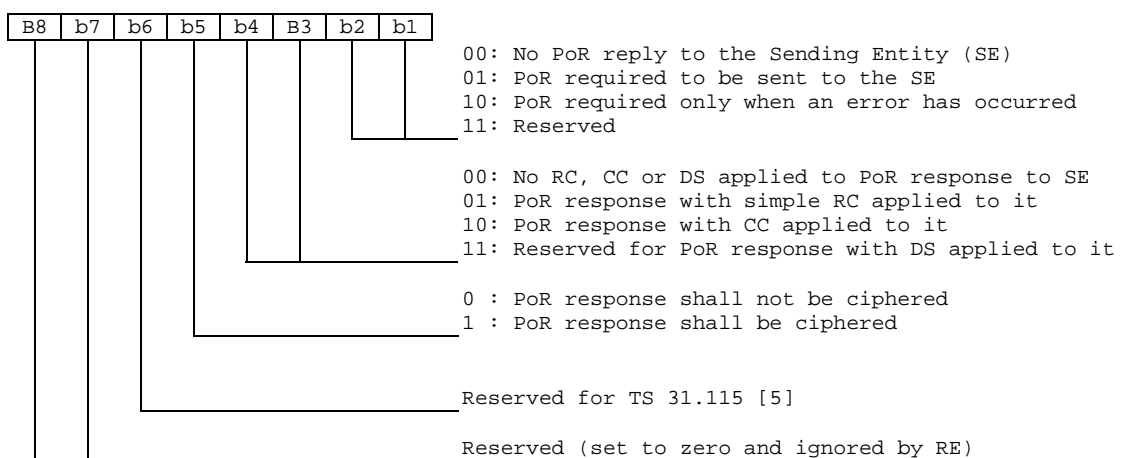 B8 b7 b6 b5 b4 B3 b2 b1
00: No PoR reply to the Sending Entity (SE)
01: PoR required to be sent to the SE
10: PoR required only when an error has occurred
11: Reserved
00: No RC, CC or DS applied to PoR response to SE
01: PoR response with simple RC applied to it
10: PoR response with CC applied to it
11: Reserved for PoR response with DS applied to it
0 : PoR response shall not be ciphered
1 : PoR response shall be ciphered
Reserved for TS 31.115 [5]
Reserved (set to zero and ignored by RE)